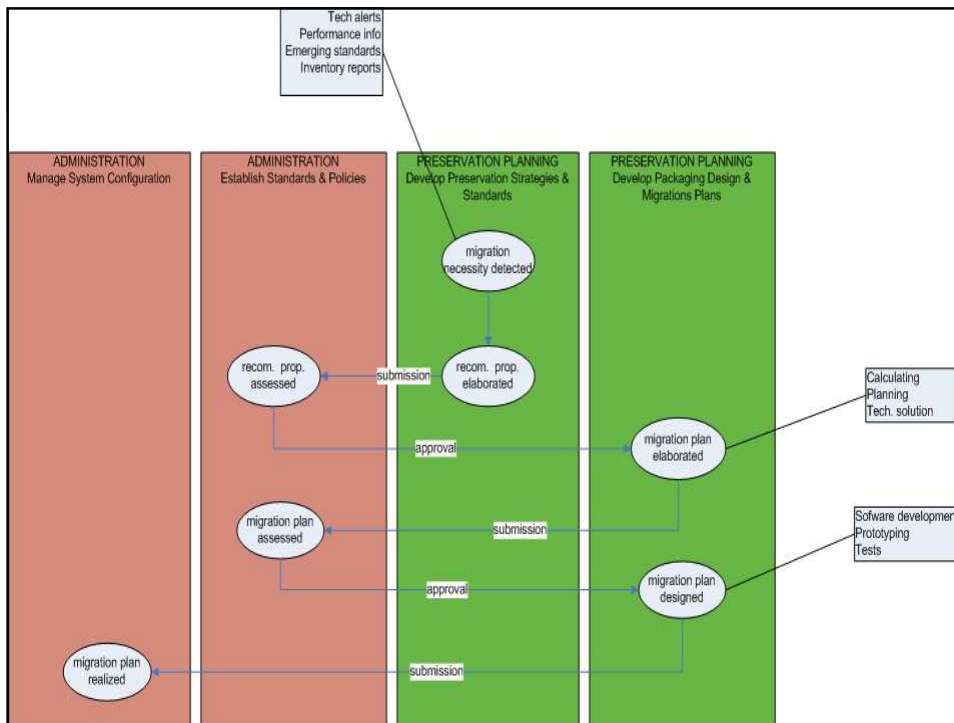 Tech alerts
Performance info
Emerging standards
Inventory reports
ADMINISTRATION
Manage System Configuration
ADMINISTRATION
Establish Standards & Policies
PRESERVATION PLANNING
Develop Preservation Strategies &
Standards
PRESERVATION PLANNING
Develop Packaging Design &
Migrations Plans
migration
necessity detected
recom. prop.
assessed
submission
recom. prop.
elaborated
Calculating
Planning
Tech. solution
approval
migration plan
elaborated
migration plan
assessed
submission
Sofware development
Prototyping
Tests
approval
migration plan
designed
migration plan
realized
submission